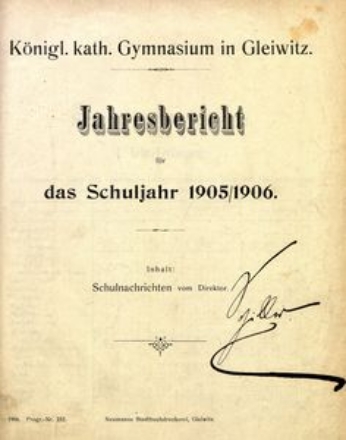 Königl. kath. Gymnasium in Gleiwitz.
Jahresbericht
für
das Schuljahr 1905/1906.
Inhalt:
Schulnachrichten vom Direktor.
1906. Progr.-Nr.
Neumanns Stadtbuchdruckerei, Gleiwitz